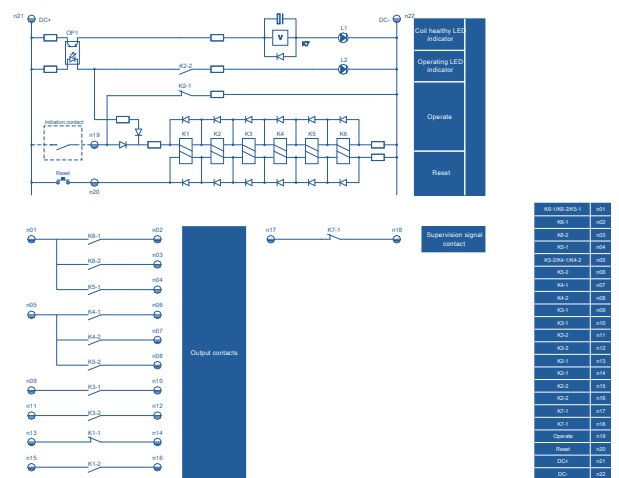 n21 DC+ DC- n22
OP1
V
K7
L1
Coil healthy LED
indicator
K2-2
L2
Operating LED
indicator
K2-1
Operate
Initiation contact
n19
K1 K2 K3 K4 K5 K6
Reset
n20
Reset
n01 K6-1 n02
K6-2 n03
K5-1 n04
n05 K4-1 n06
K4-2 n07
K5-2 n08
n09 K3-1 n10
n11 K3-2 n12
n13 K1-1 n14
n15 K1-2 n16
Output contacts
n17 K7-1 n18
Supervision signal
contact
K6-1/K6-2/K5-1 n01
K6-1 n02
K6-2 n03
K5-1 n04
K5-2/K4-1/K4-2 n05
K5-2 n06
K4-1 n07
K4-2 n08
K3-1 n09
K3-1 n10
K3-2 n11
K3-2 n12
K2-1 n13
K2-1 n14
K2-2 n15
K2-2 n16
K7-1 n17
K7-1 n18
Operate n19
Reset n20
DC+ n21
DC- n22